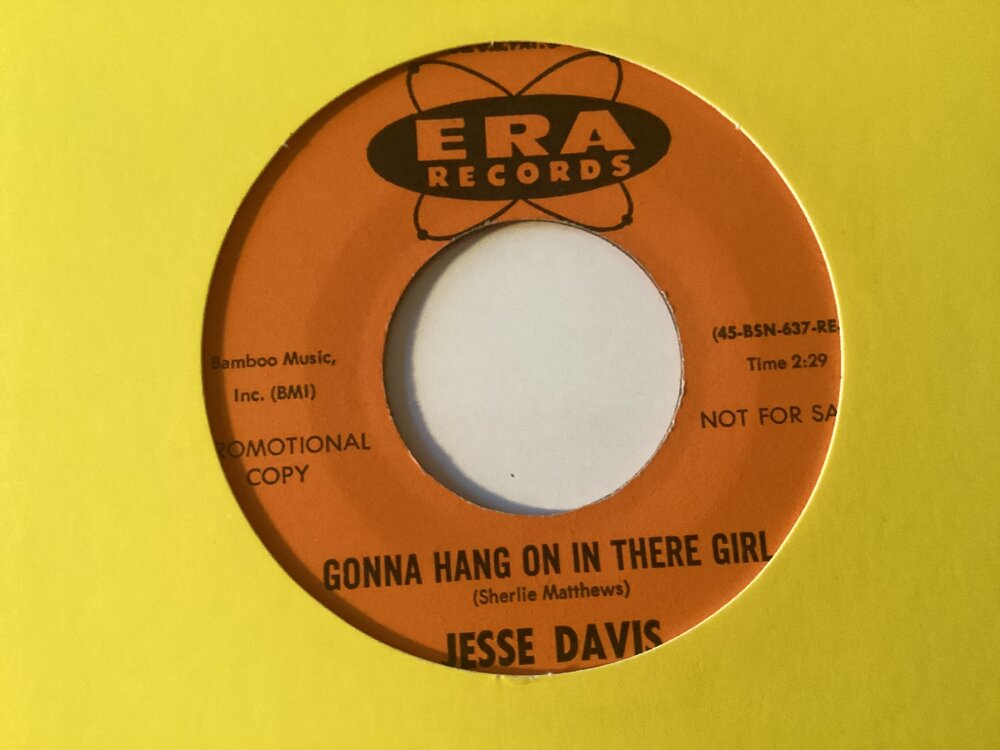 ERA
RECORDS
Bamboo Music,
Inc. (BMI)
ROMOTIONAL
COPY
(45-BSN-637-RE
Time 2:29
NOT FOR SA
GONNA HANG ON IN THERE GIRL
(Sherlie Matthews)
JESSE DAVIS